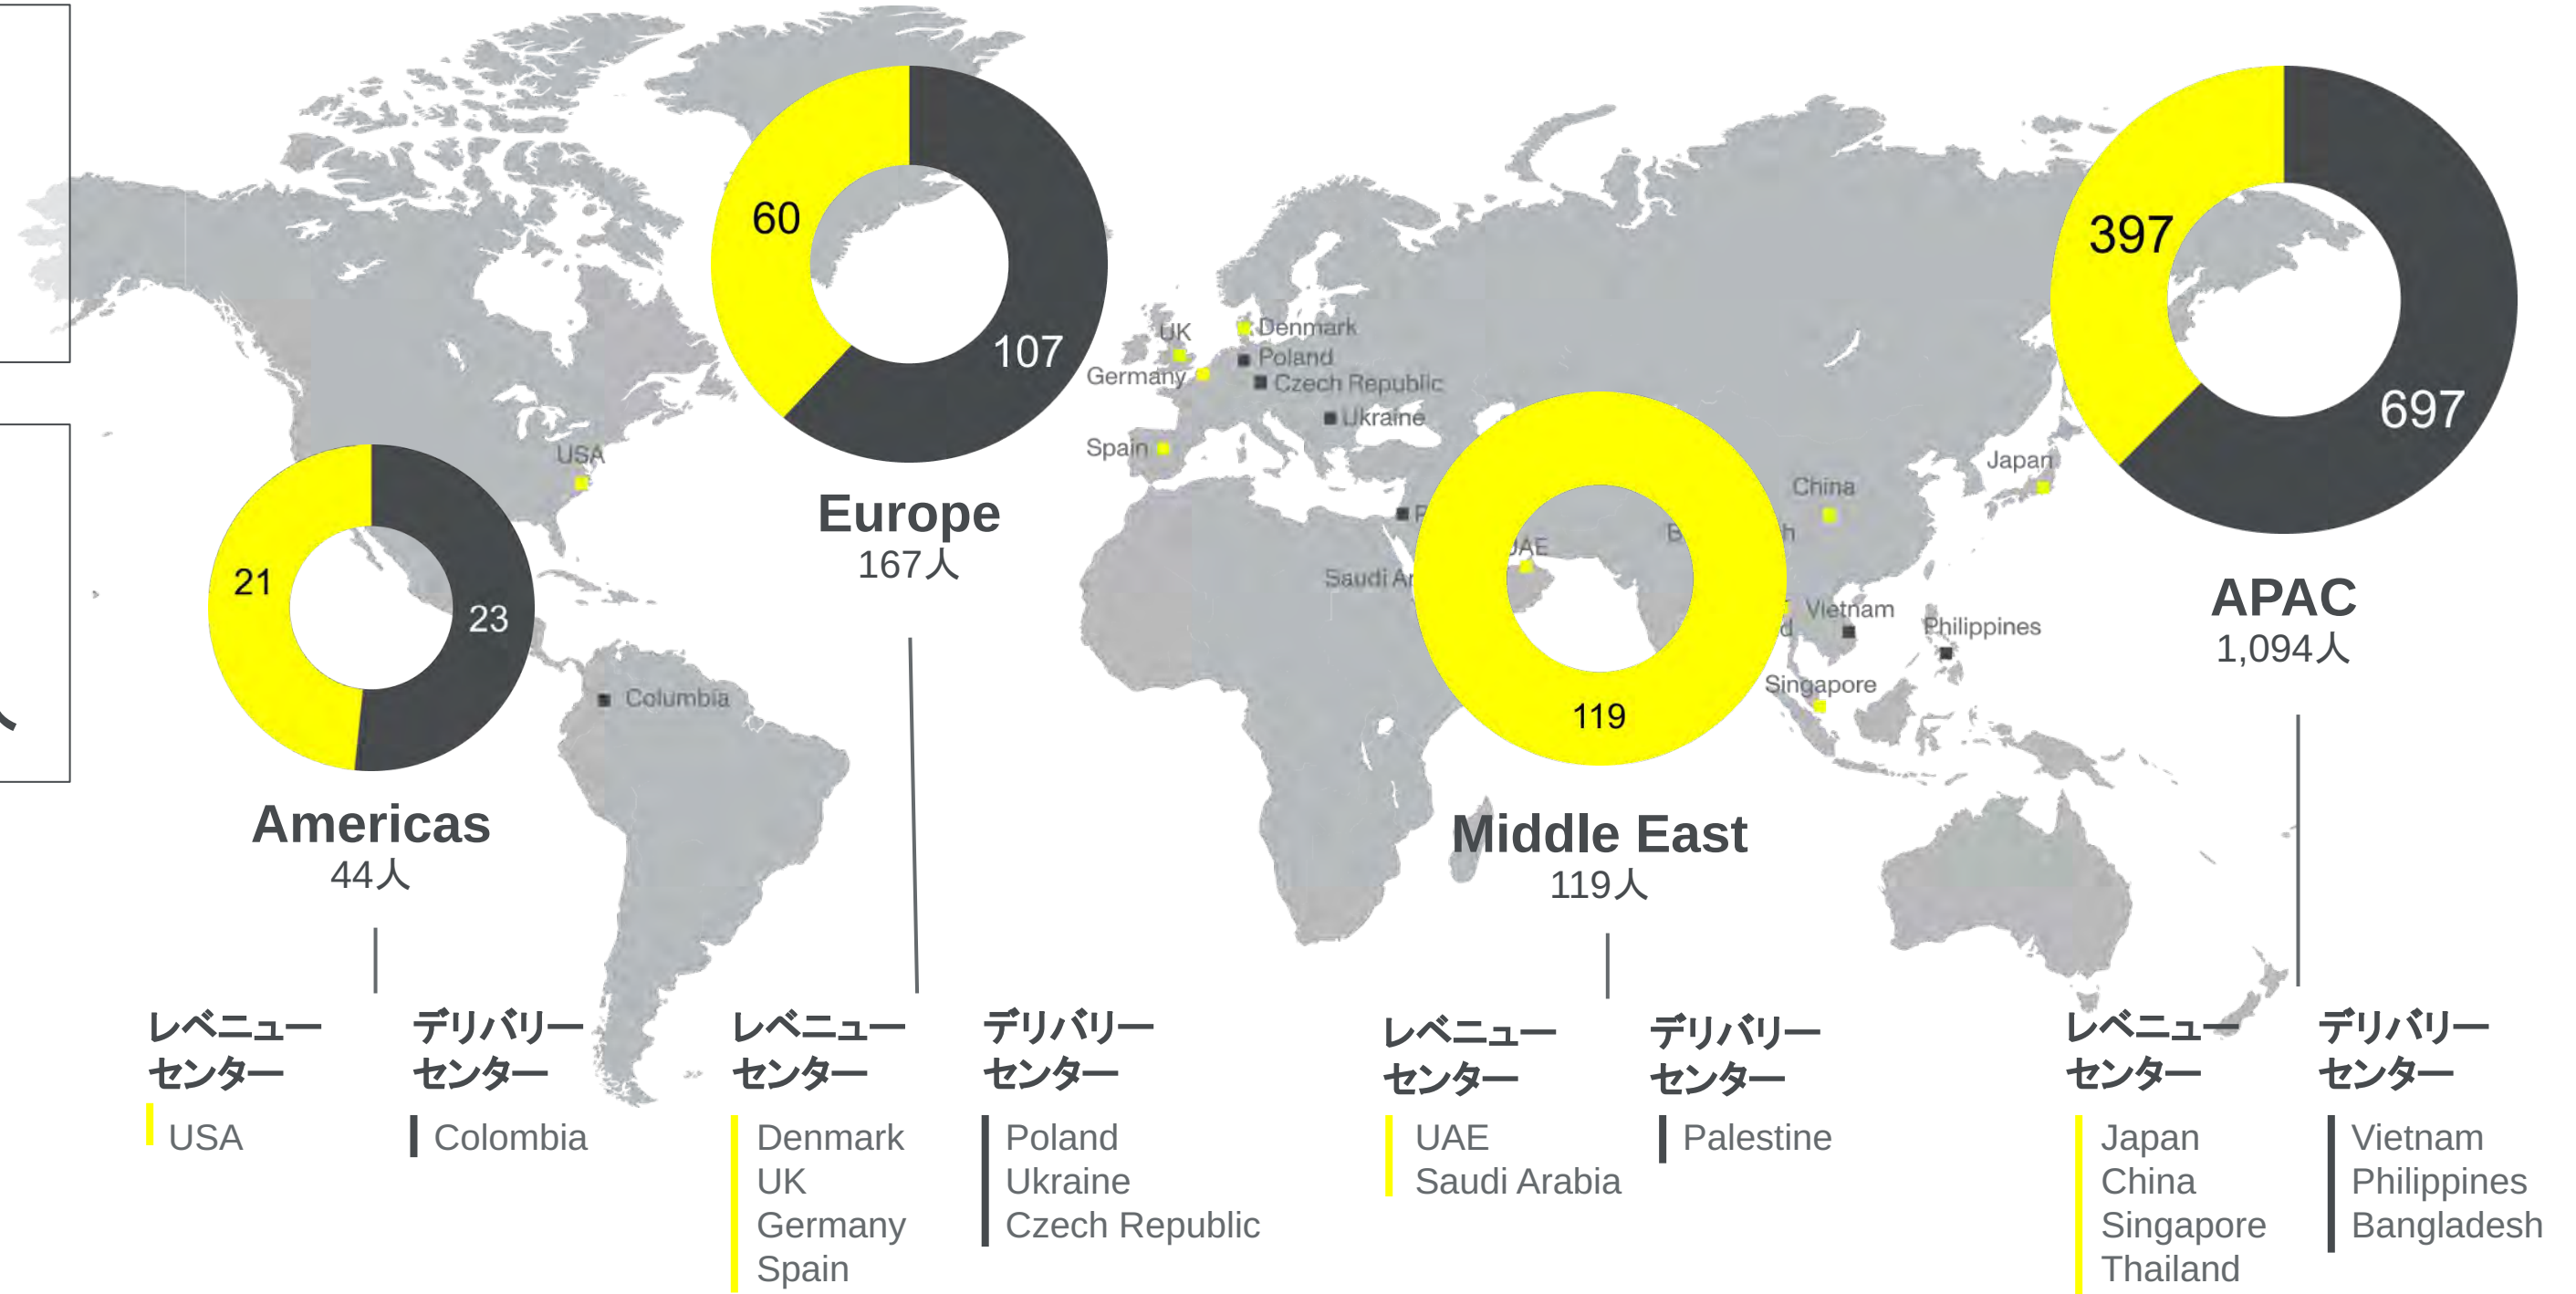 60
107
Europe
167人
397
697
APAC
1,094人
21
23
Americas
44人
119
Middle East
119人
UK
Denmark
Germany
Poland
Czech Republic
Ukraine
Spain
USA
Columbia
UAE
Saudi Ar
China
Japan
Vietnam
Philippines
Singapore
人
レベニュー
センター
USA
デリバリー
センター
Colombia
レベニュー
センター
Denmark
UK
Germany
Spain
デリバリー
センター
Poland
Ukraine
Czech Republic
レベニュー
センター
UAE
Saudi Arabia
デリバリー
センター
Palestine
レベニュー
センター
Japan
China
Singapore
Thailand
デリバリー
センター
Vietnam
Philippines
Bangladesh